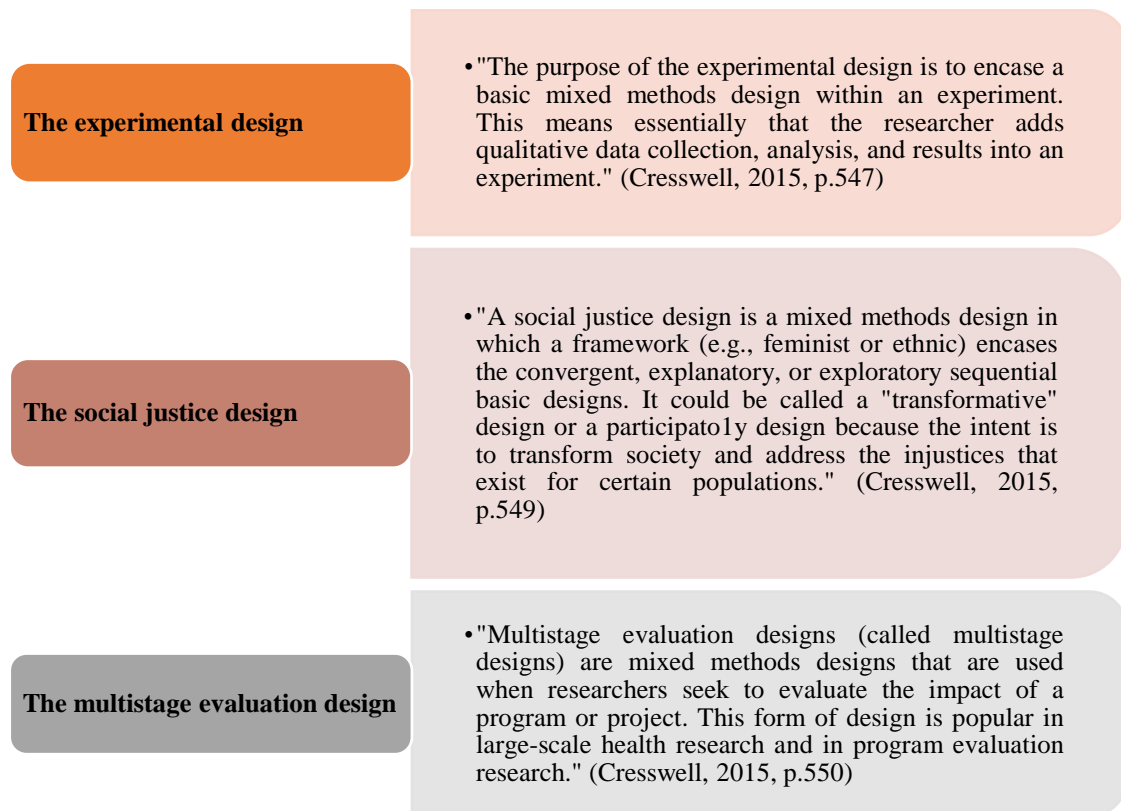 The experimental design
•"The purpose of the experimental design is to encase a
basic mixed methods design within an experiment.
This means essentially that the researcher adds
qualitative data collection, analysis, and results into an
experiment." (Cresswell, 2015, p.547)
The social justice design
•"A social justice design is a mixed methods design in
which a framework (e.g., feminist or ethnic) encases
the convergent, explanatory, or exploratory sequential
basic designs. It could be called a "transformative"
design or a participato1y design because the intent is
to transform society and address the injustices that
exist for certain populations." (Cresswell, 2015,
p.549)
The multistage evaluation design
•"Multistage evaluation designs (called multistage
designs) are mixed methods designs that are used
when researchers seek to evaluate the impact of a
program or project. This form of design is popular in
large-scale health research and in program evaluation
research." (Cresswell, 2015, p.550)